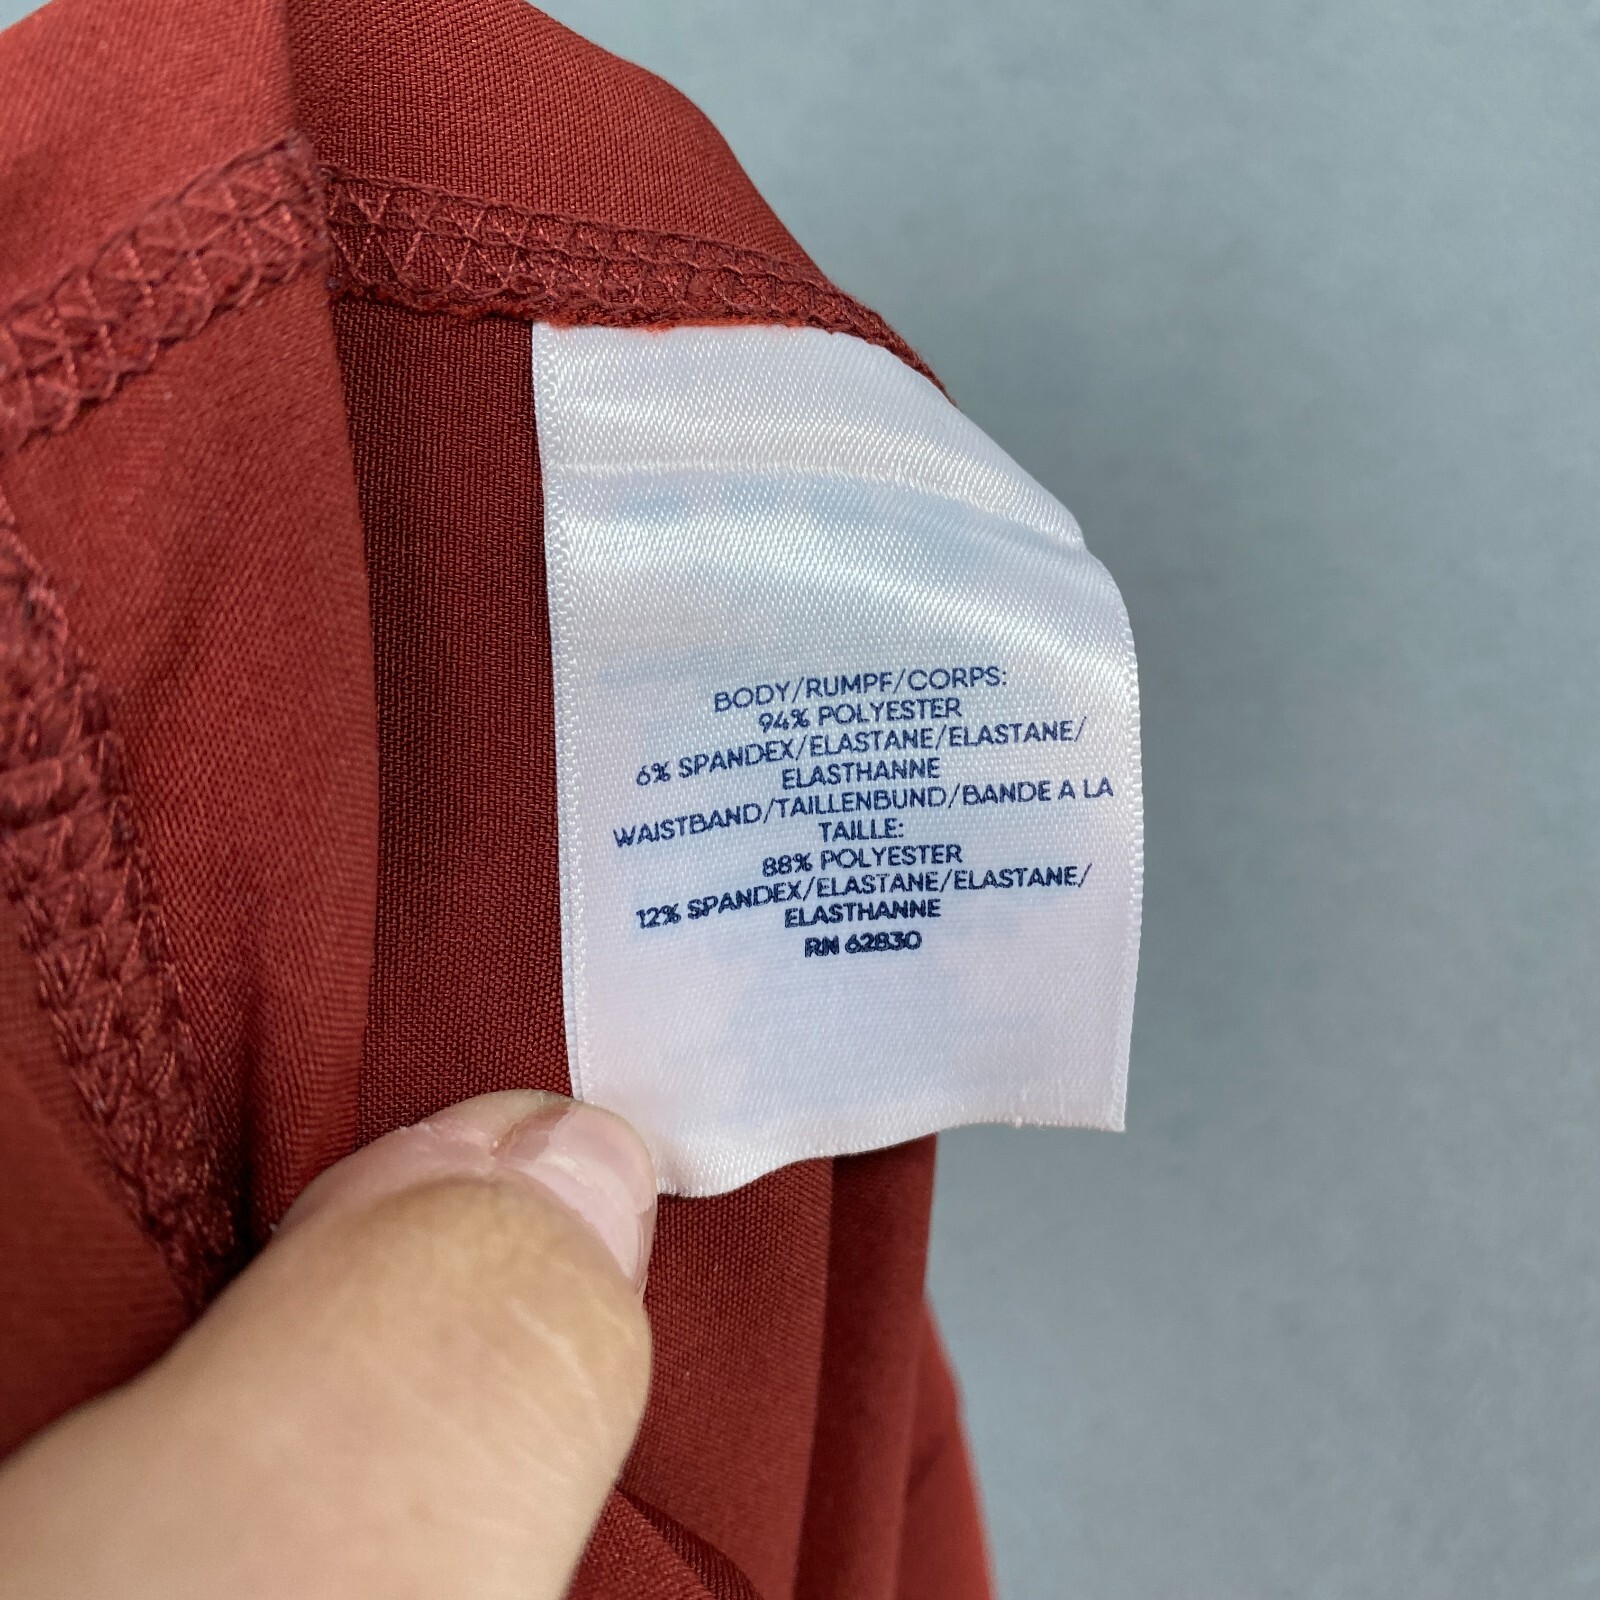 BODY/RUMPF/CORPS:
94% POLYESTER
6% SPANDEX/ELASTANE/ELASTANE/
ELASTHANNE
WAISTBAND/TAILLENBUND/BANDE A LA
TAILLE:
88% POLYESTER
12% SPANDEX/ELASTANE/ELASTANE/
ELASTHANNE
RN 62830